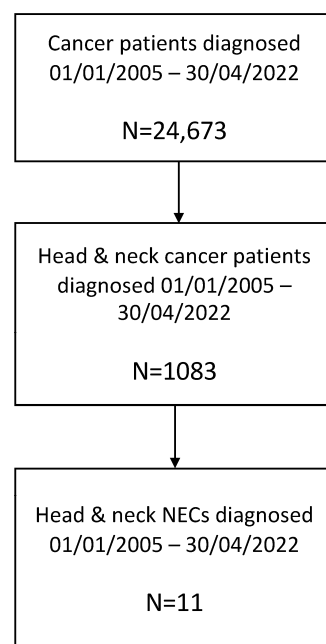 Cancer patients diagnosed
01/01/2005 – 30/04/2022
N=24,673
Head & neck cancer patients
diagnosed 01/01/2005 –
30/04/2022
N=1083
Head & neck NECs diagnosed
01/01/2005 – 30/04/2022
N=11